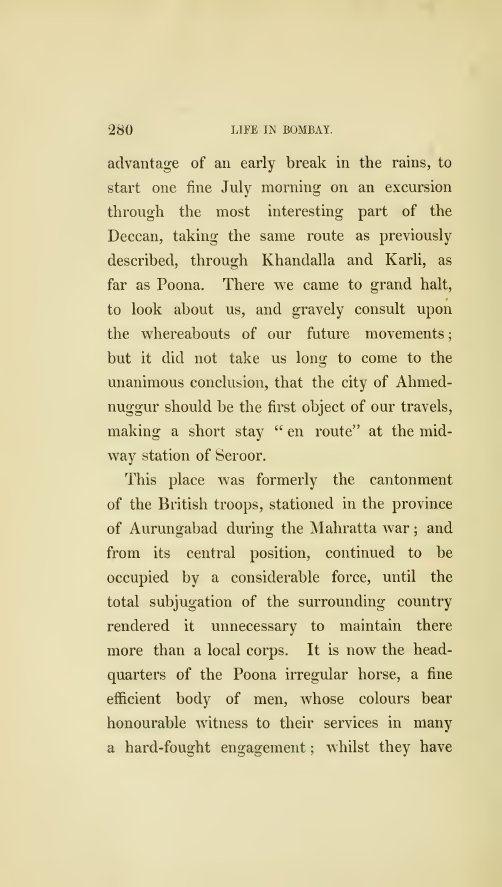 280 LIFE IN BOMBAY.
advantage of an early break in the rains, to
start one fine July morning on an excursion
through the most interesting part of the
Deccan, taking the same route as previously
described, through Khandalla and Karli, as
far as Poona. There we came to grand halt,
to look about us, and gravely consult upon
the whereabouts of our future movements;
but it did not take us long to come to the
unanimous conclusion, that the city of Ahmed-
nuggur should be the first object of our travels,
making a short stay "en route" at the mid-
way station of Seroor.
This place was formerly the cantonment
of the British troops, stationed in the province
of Aurungabad during the Mahratta war; and
from its central position, continued to be
occupied by a considerable force, until the
total subjugation of the surrounding country
rendered it unnecessary to maintain there
more than a local corps. It is now the head-
quarters of the Poona irregular horse, a fine
efficient body of men, whose colours bear
honourable witness to their services in many
a hard-fought engagement; whilst they have